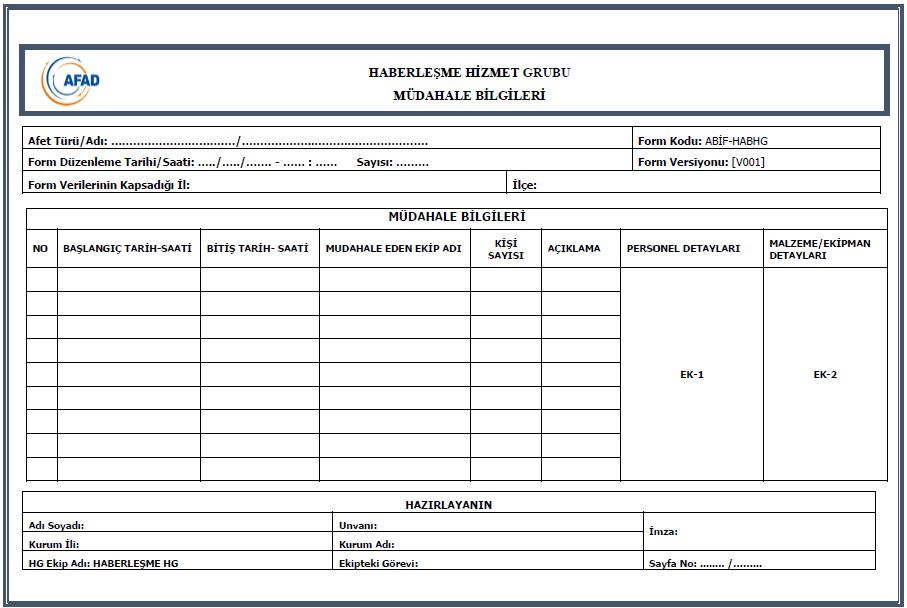 AFAD
HABERLEŞME HİZMET GRUBU
MÜDAHALE BİLGİLERİ
Afet Türü/Adı: ................................../...................................................
Form Kodu: ABİF-HABHG
Form Düzenleme Tarihi/Saati: ...../...../....... - ...... : ...... Sayısı: .........
Form Versiyonu: [V001]
Form Verilerinin Kapsadığı İl:
İlçe:
MÜDAHALE BİLGİLERİ
NO
BAŞLANGIÇ TARİH-SAATİ
BİTİŞ TARİH- SAATİ
MUDAHALE EDEN EKİP ADI
KİŞİ
SAYISI
AÇIKLAMA
PERSONEL DETAYLARI
MALZEME/EKİPMAN
DETAYLARI
EK-1
EK-2
HAZIRLAYANIN
Adı Soyadı:
Unvanı:
İmza:
Kurum İli:
Kurum Adı:
HG Ekip Adı: HABERLEŞME HG
Ekipteki Görevi:
Sayfa No: ........ /.........